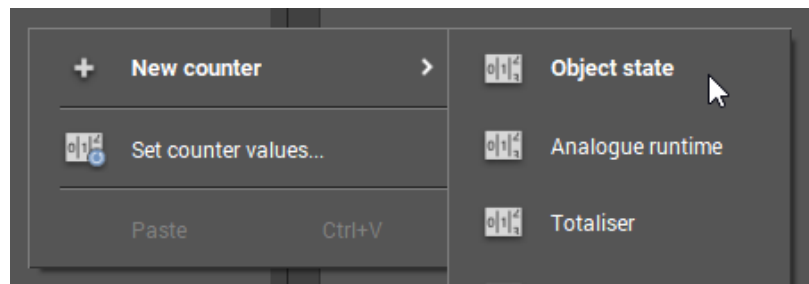 New counter
Set counter values...
Paste Ctrl+V
Object state
Analogue runtime
Totaliser